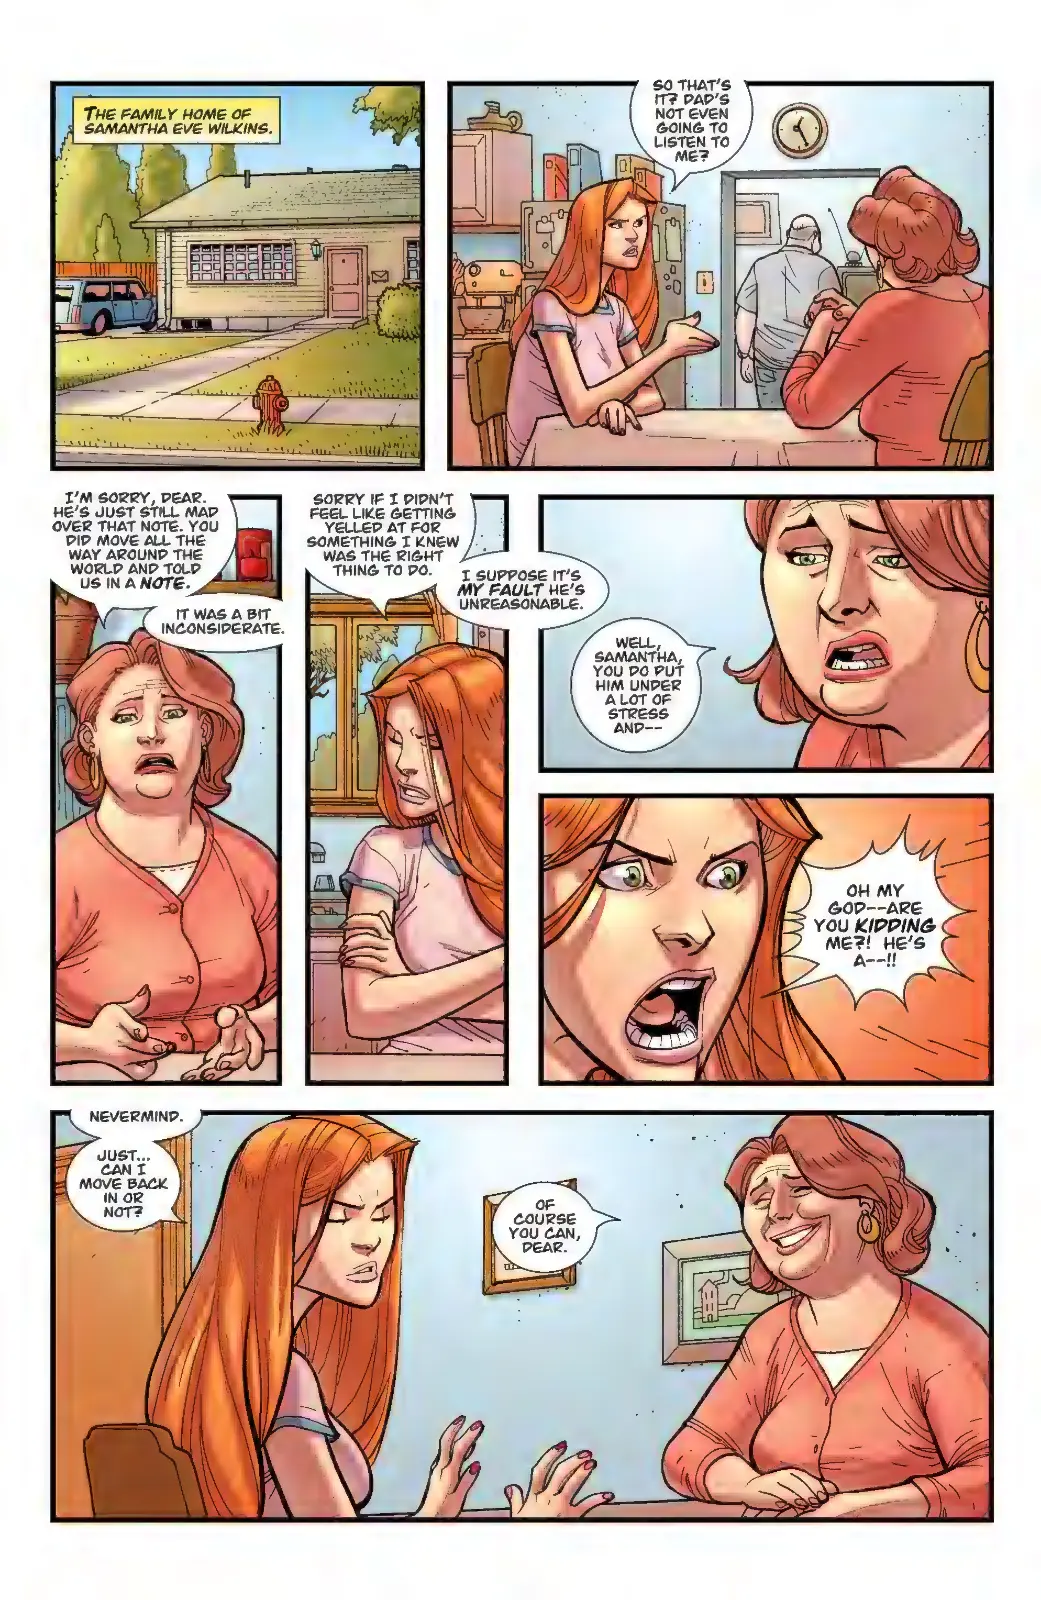 THE FAMILY HOME OF
SAMANTHA EVE WILKINS.
SO THAT'S
IT? DAD'S
NOT EVEN
GOING TO
LISTEN TO
ME?
I'M SORRY, DEAR.
HE'S JUST STILL MAD
OVER THAT NOTE. YOU
DID MOVE ALL THE
WAY AROUND THE
WORLD AND TOLD
US IN A NOTE.
IT WAS A BIT
INCONSIDERATE.
SORRY IF I DIDN'T
FEEL LIKE GETTING
YELLED AT FOR
SOMETHING I KNEW
WAS THE RIGHT
THING TO DO.
I SUPPOSE IT'S
MY FAULT HE'S
UNREASONABLE.
WELL,
SAMANTHA,
YOU DO PUT
HIM UNDER
A LOT OF
STRESS
AND--
OH MY
GOD--ARE
YOU KIDDING
ME?! HE'S
A--!!
NEVERMIND.
JUST...
CAN I
MOVE BACK
IN OR
NOT?
OF
COURSE
YOU CAN,
DEAR.